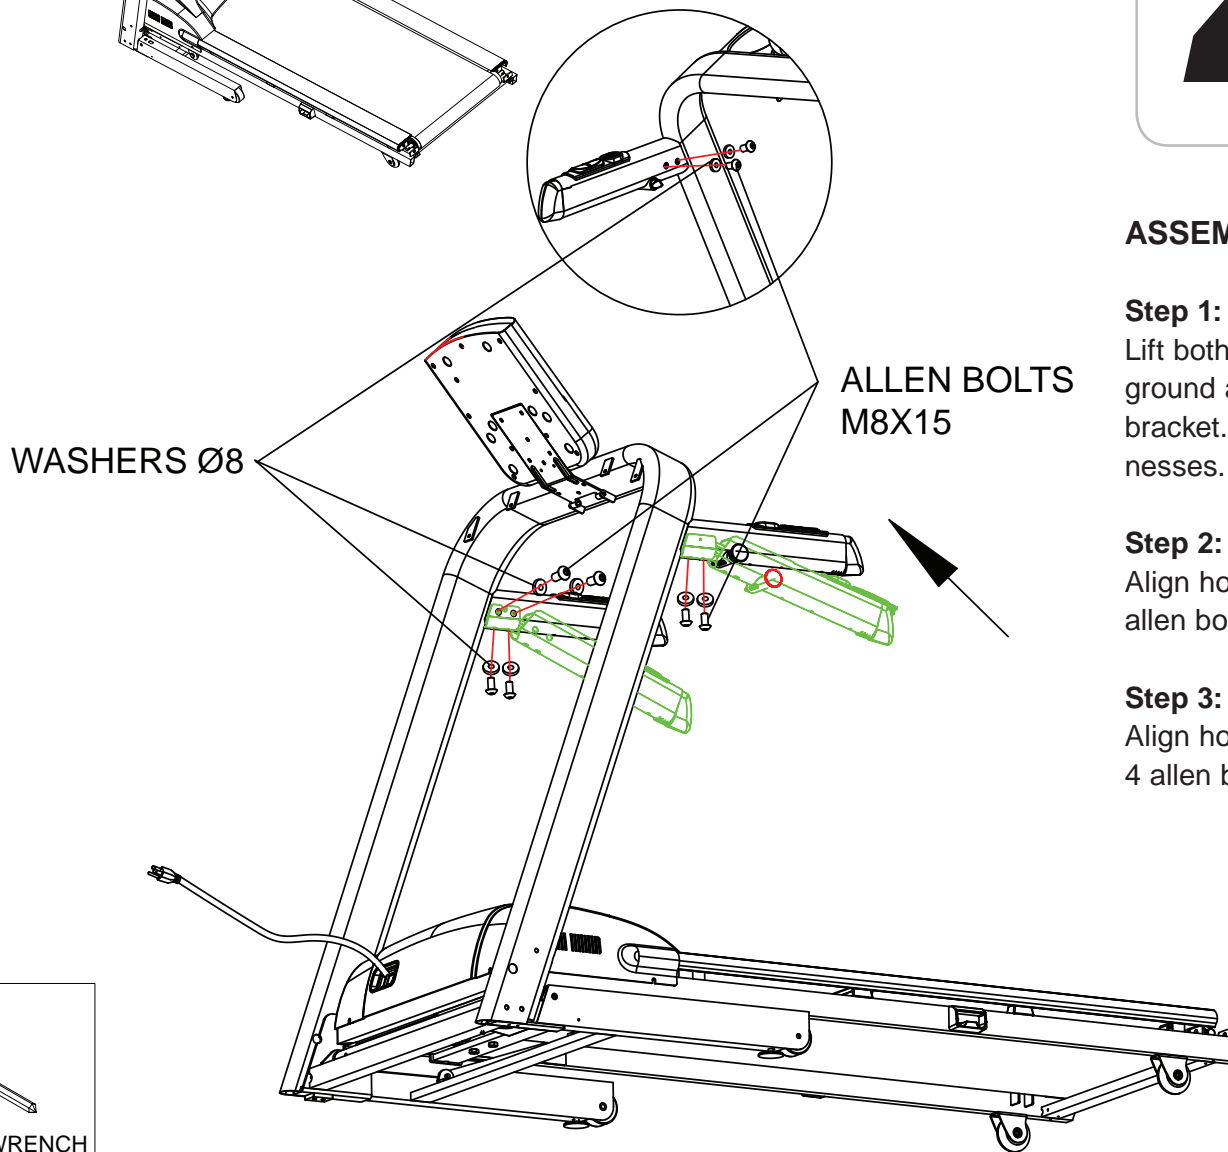 WASHERS Ø8
ALLEN BOLTS
M8X15
ASSEM
Step 1:
Lift both
ground a
bracket.
nesses.
Step 2:
Align ho
allen bo
Step 3:
Align ho
4 allen b
WRENCH